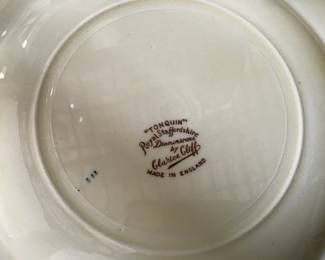 "TONQUIN"
Royal Staffordshire
Dinnerware
by
Clarice Cliff
MADE IN ENGLAND